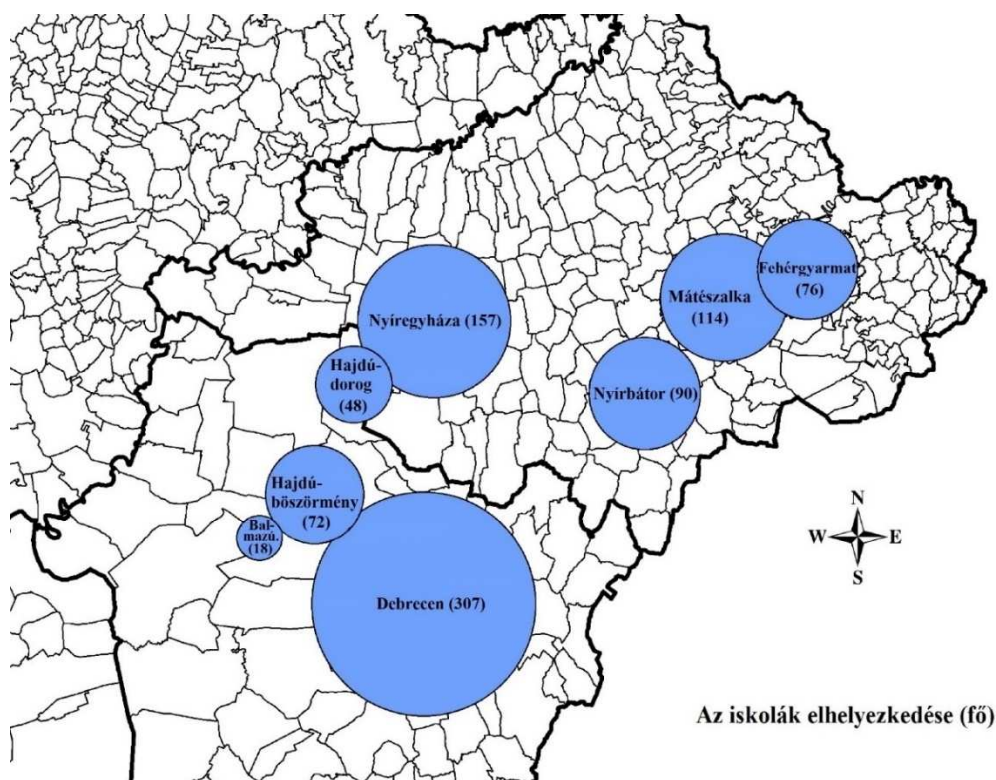 Fehérgyarmat
(76)
Mátészalka
(114)
Nyíregyháza (157)
Hajdú-
dorog
(48)
Nyírbátor (90)
Hajdú-
böszörmény
(72)
Bal-
mazú.
(18)
Debrecen (307)
N
W E
S
Az iskolák elhelyezkedése (fő)